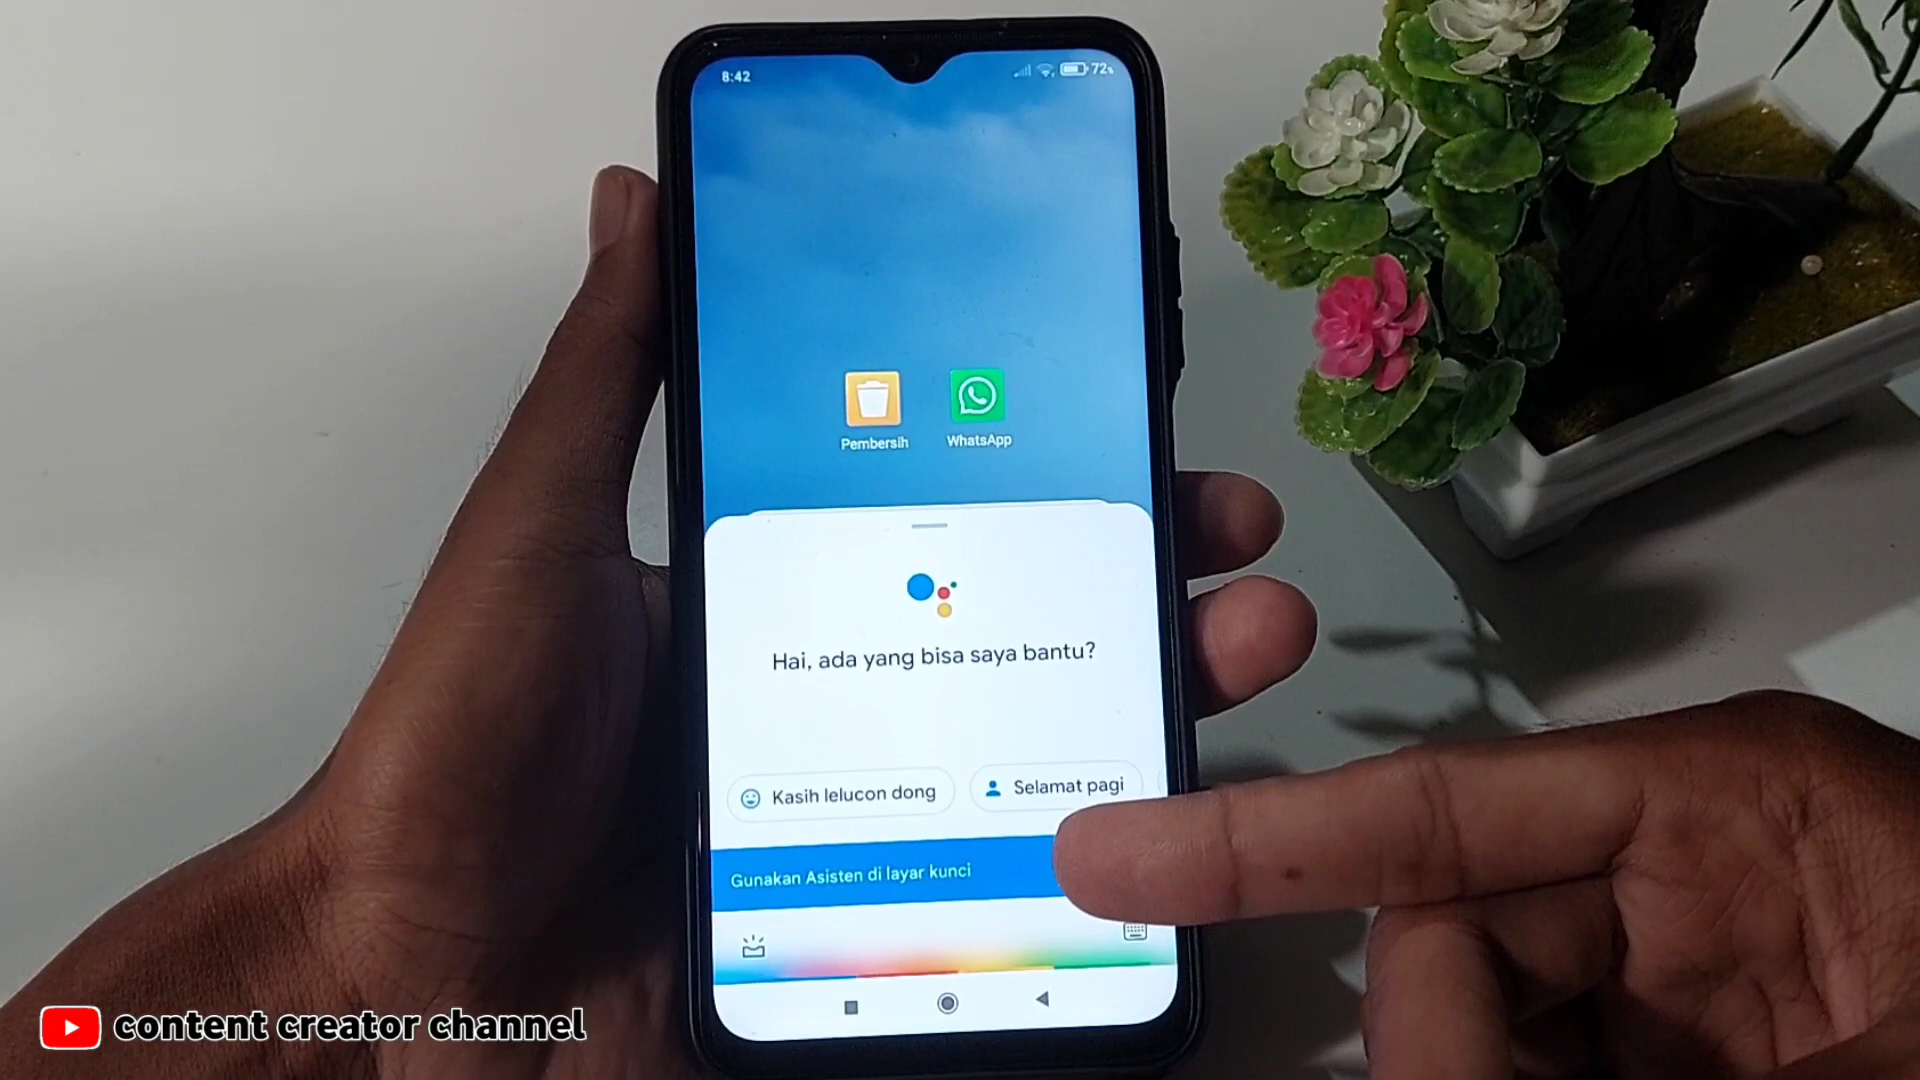 8:42
72%
Pembersih
WhatsApp
Hai, ada yang bisa saya bantu?
Kasih lelucon dong
Selamat pagi
Gunakan Asisten di layar kunci
content creator channel